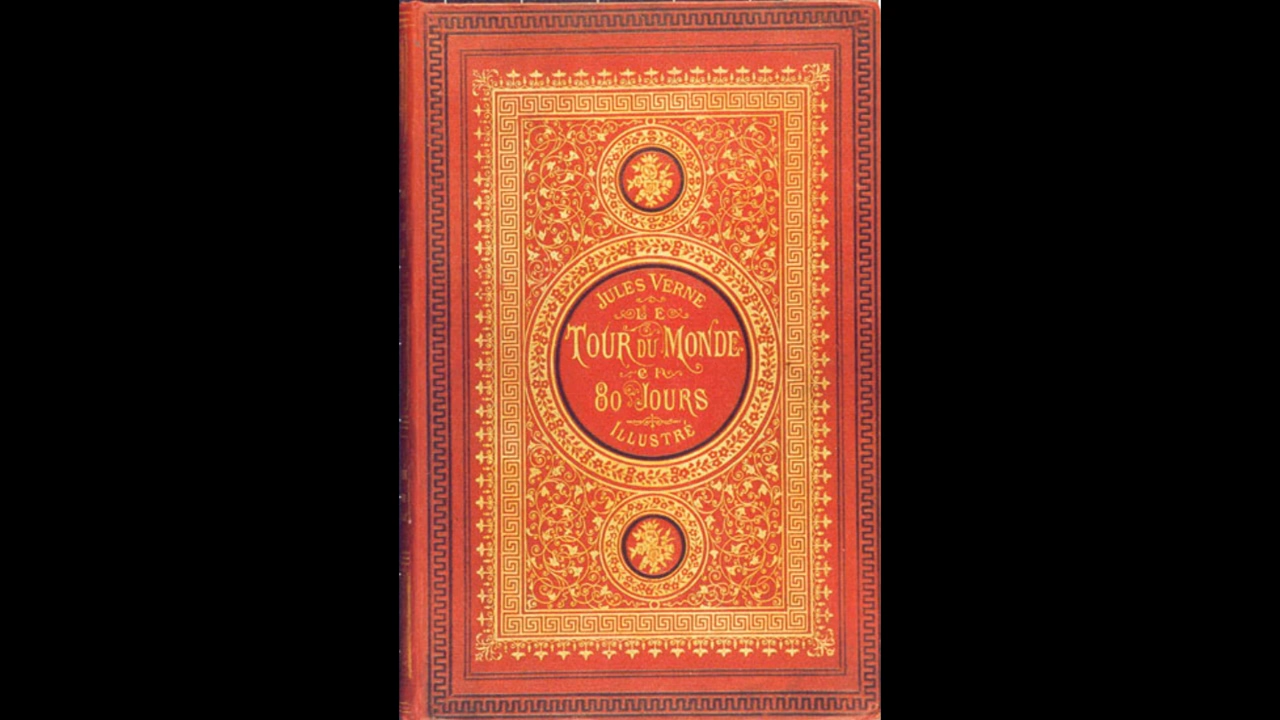 JULES VERNE
LE
TOUR DU MONDE
en
80 JOURS
ILLUSTRÉ